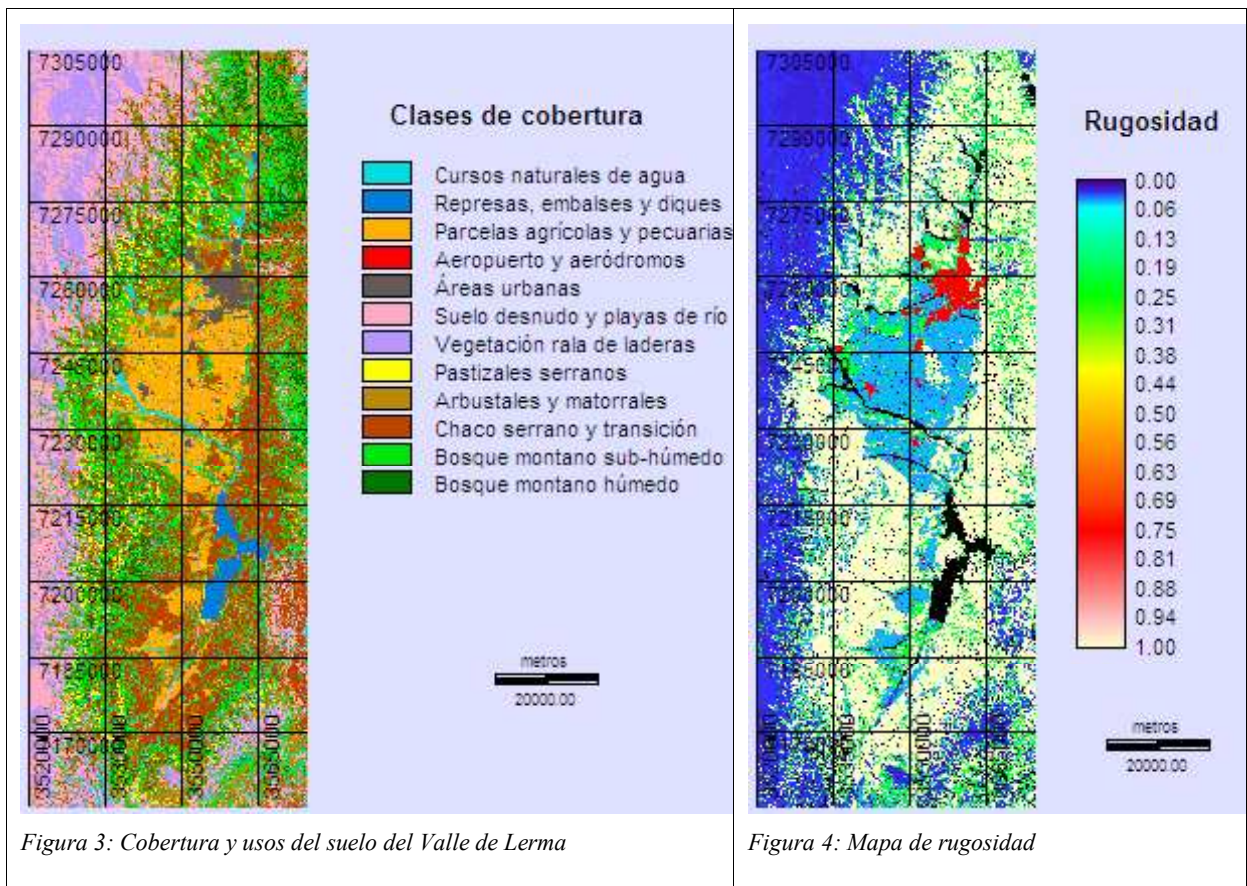 7305000
7290000
7275000
7260000
7245000
7230000
7215000
7200000
7185000
7170000
3520000
3550000
3565000
Clases de cobertura
Cursos naturales de agua
Represas, embalses y diques
Parcelas agrícolas y pecuarias
Aeropuerto y aeródromos
Áreas urbanas
Suelo desnudo y playas de río
Vegetación rala de laderas
Pastizales serranos
Arbustales y matorrales
Chaco serrano y transición
Bosque montano sub-húmedo
Bosque montano húmedo
metros
20000.00
Figura 3: Cobertura y usos del suelo del Valle de Lerma
7305000
7290000
7275000
7260000
7245000
7230000
7215000
7200000
7185000
Rugosidad
0.00
0.06
0.13
0.19
0.25
0.31
0.38
0.44
0.50
0.56
0.63
0.69
0.75
0.81
0.88
0.94
1.00
metros
20000.00
Figura 4: Mapa de rugosidad